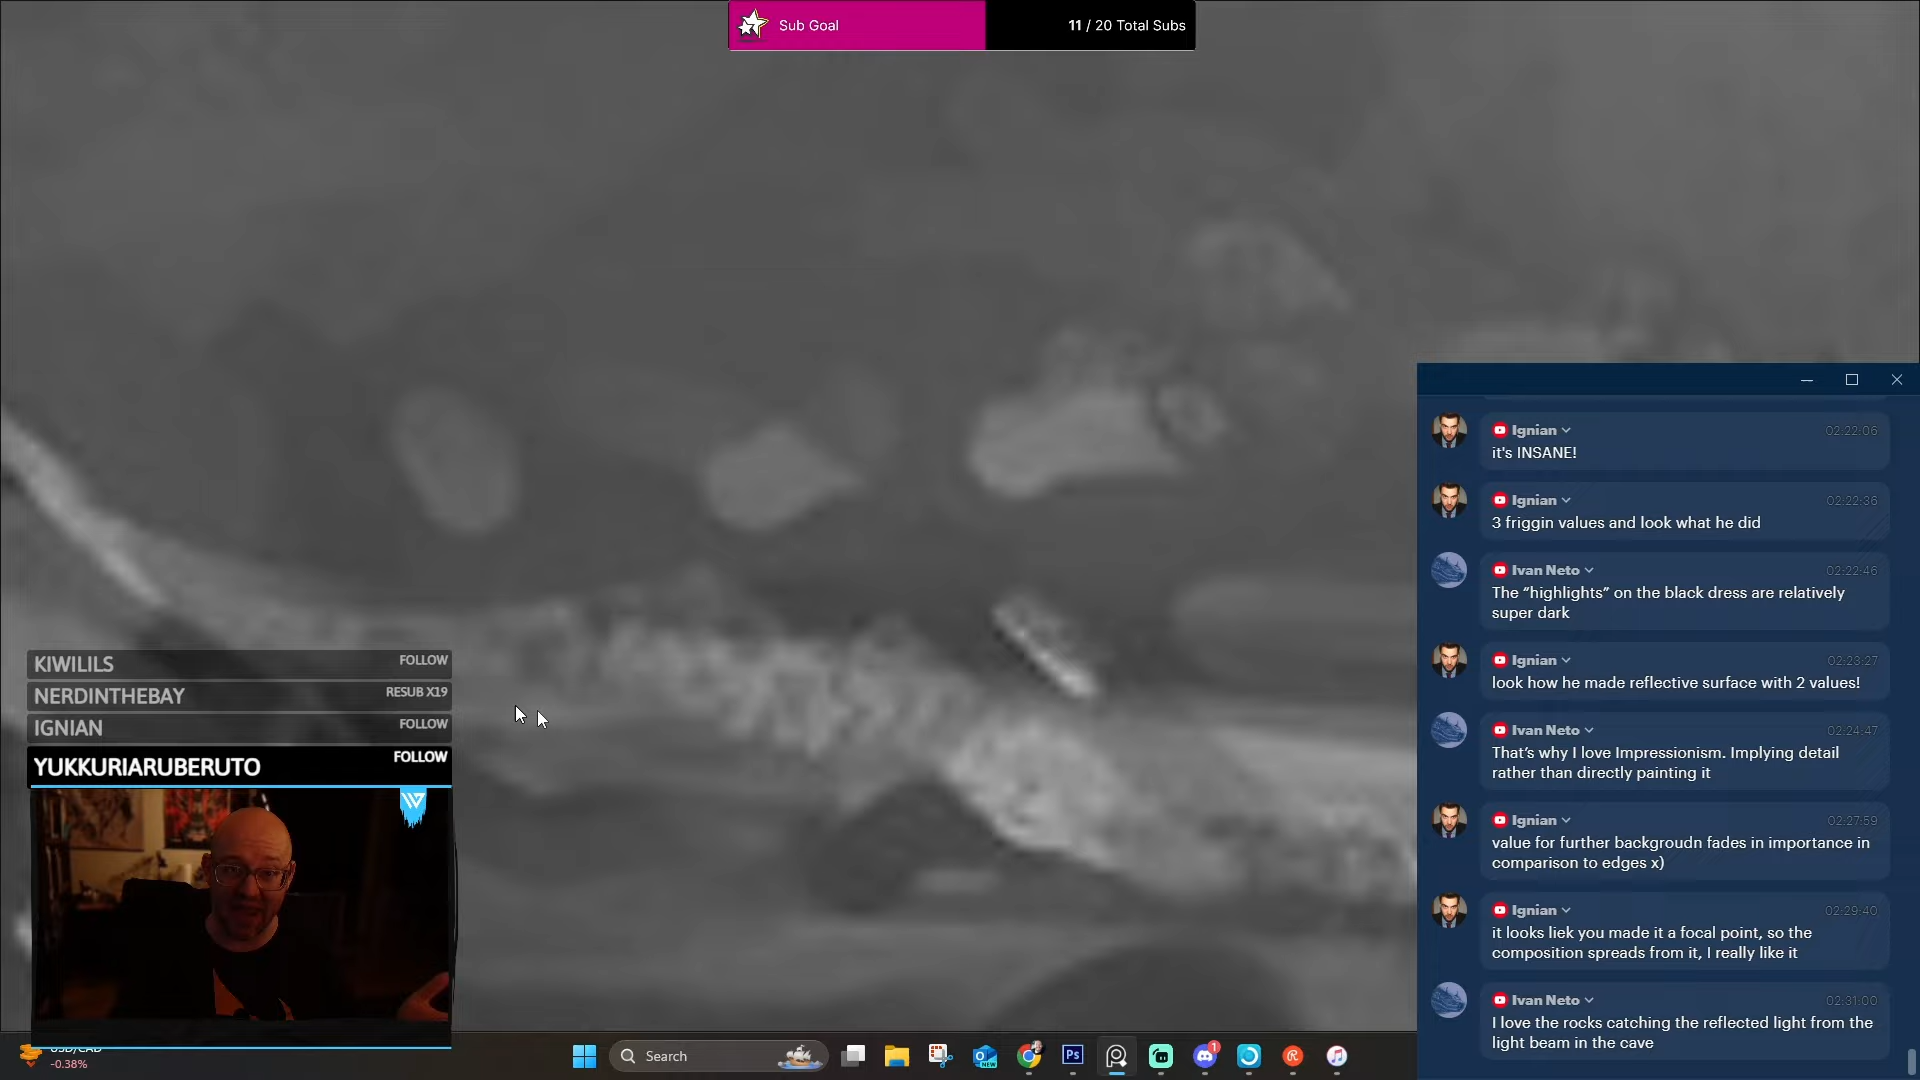 Sub Goal
11 / 20 Total Subs
Ignian
02:22:06
it's INSANE!
Ignian
02:22:36
3 friggin values and look what he did
Ivan Neto
02:22:46
The “highlights” on the black dress are relatively
super dark
Ignian
02:23:27
look how he made reflective surface with 2 values!
Ivan Neto
02:24:47
That's why I love Impressionism. Implying detail
rather than directly painting it
Ignian
02:27:59
value for further backgroudn fades in importance in
comparison to edges x)
Ignian
02:29:40
it looks liek you made it a focal point, so the
composition spreads from it, I really like it
Ivan Neto
02:31:00
I love the rocks catching the reflected light from the
light beam in the cave
KIWILILS
FOLLOW
NERDINTHEBAY
RESUB X19
IGNIAN
FOLLOW
YUKKURIARUBERUTO
FOLLOW
USD/CAD
-0.38%
Search
NEW
Ps
1